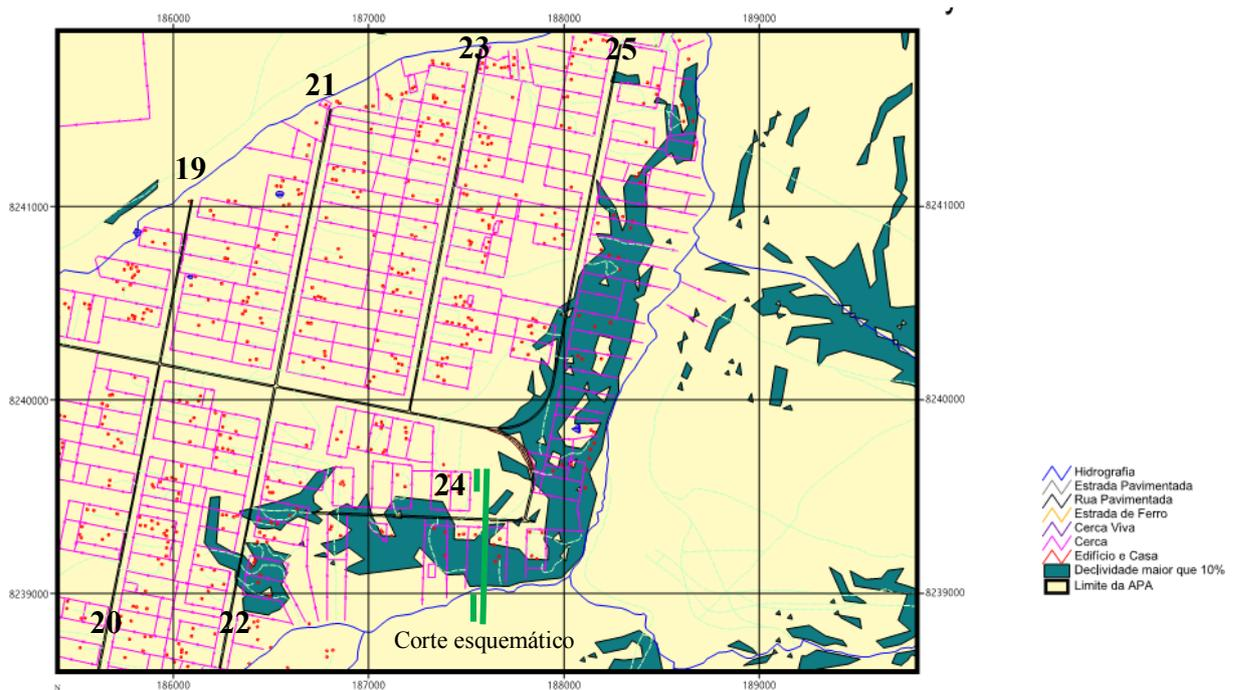 186000 187000 188000 189000
23
25
21
19
8241000 8241000
8240000 8240000
24
8239000 8239000
20
22
Corte esquemático
186000 187000 188000 189000
N
Hidrografia
Estrada Pavimentada
Rua Pavimentada
Estrada de Ferro
Cerca Viva
Cerca
Edifício e Casa
Declividade maior que 10%
Limite da APA